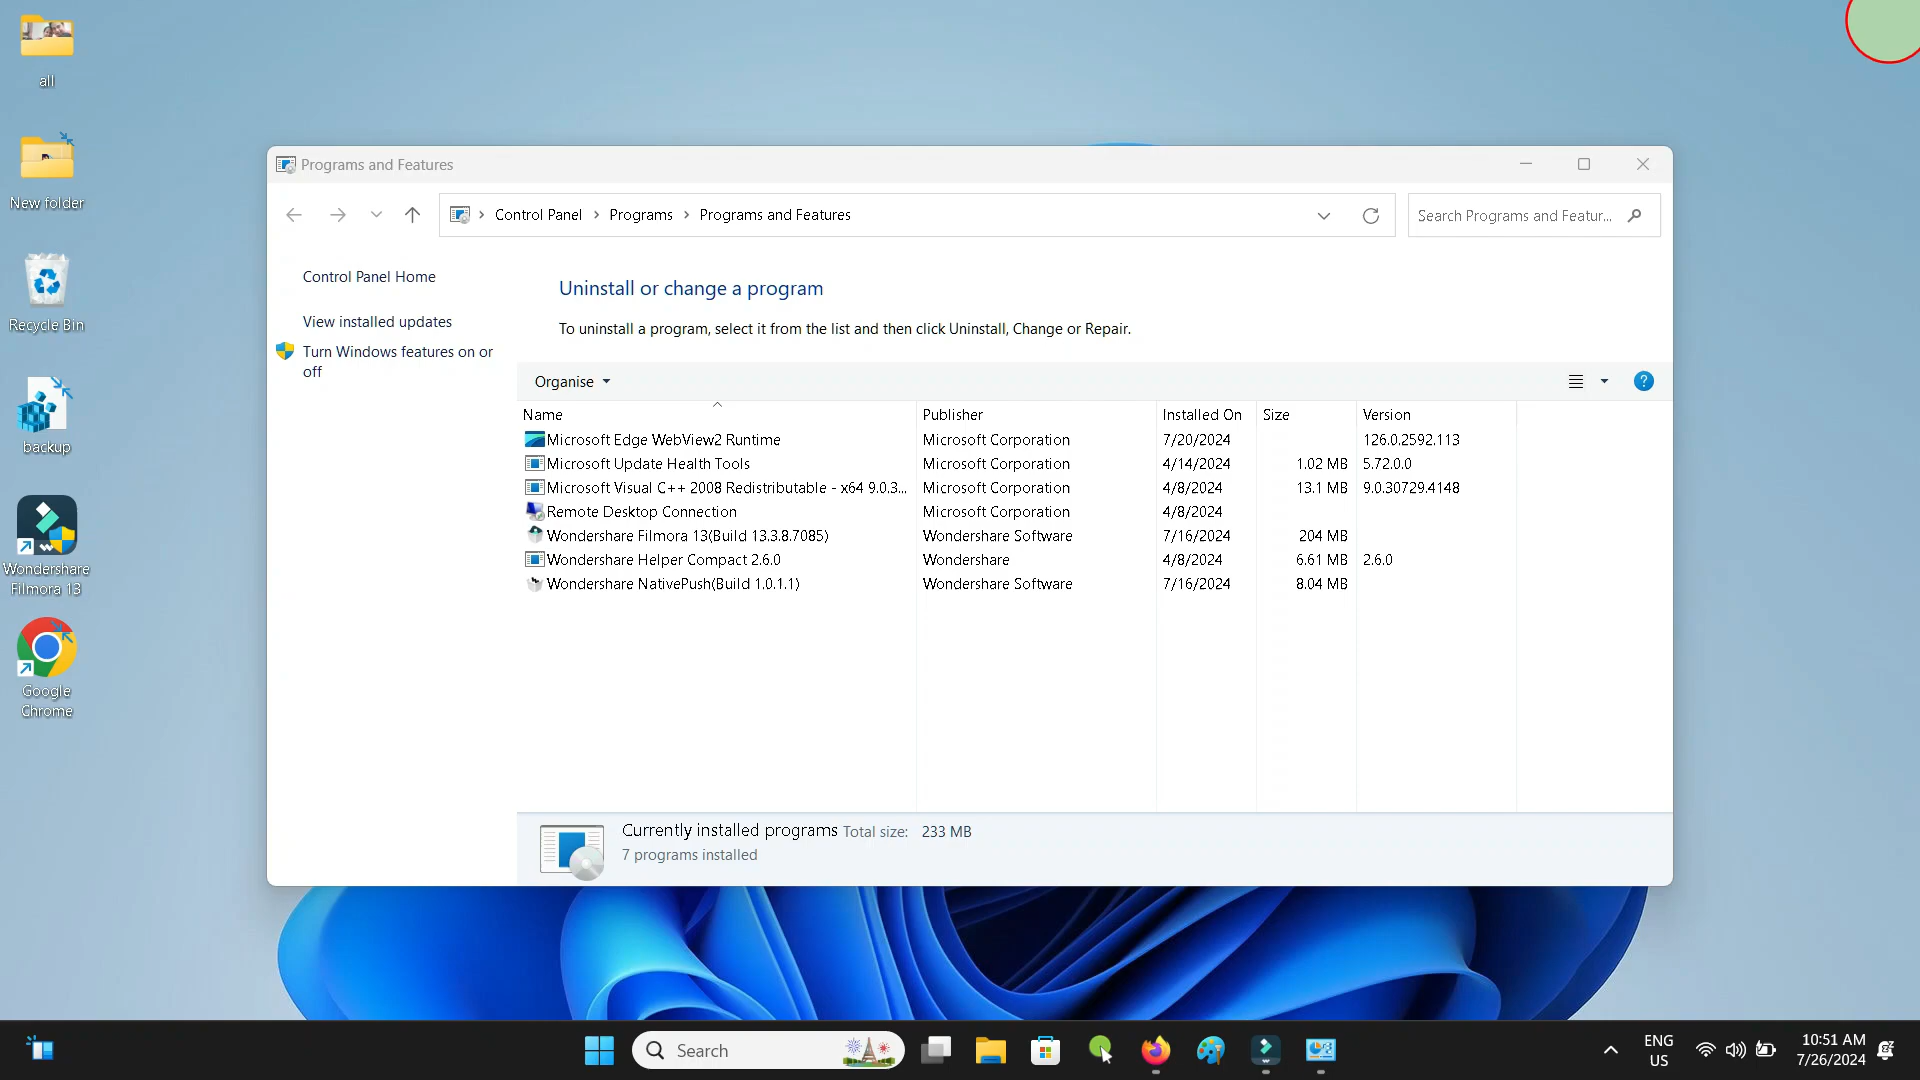 all
New folder
Recycle Bin
backup
Wondershare
Filmora 13
Google
Chrome
Programs and Features
Control Panel > Programs > Programs and Features
Search Programs and Featur...
Control Panel Home
View installed updates
Turn Windows features on or
off
Uninstall or change a program
To uninstall a program, select it from the list and then click Uninstall, Change or Repair.
Organise
Name Publisher Installed On Size Version
Microsoft Edge WebView2 Runtime Microsoft Corporation 7/20/2024 126.0.2592.113
Microsoft Update Health Tools Microsoft Corporation 4/14/2024 1.02 MB 5.72.0.0
Microsoft Visual C++ 2008 Redistributable - x64 9.0.3... Microsoft Corporation 4/8/2024 13.1 MB 9.0.30729.4148
Remote Desktop Connection Microsoft Corporation 4/8/2024
Wondershare Filmora 13(Build 13.3.8.7085) Wondershare Software 7/16/2024 204 MB
Wondershare Helper Compact 2.6.0 Wondershare 4/8/2024 6.61 MB 2.6.0
Wondershare NativePush(Build 1.0.1.1) Wondershare Software 7/16/2024 8.04 MB
Currently installed programs Total size: 233 MB
7 programs installed
Search
ENG
US
10:51 AM
7/26/2024